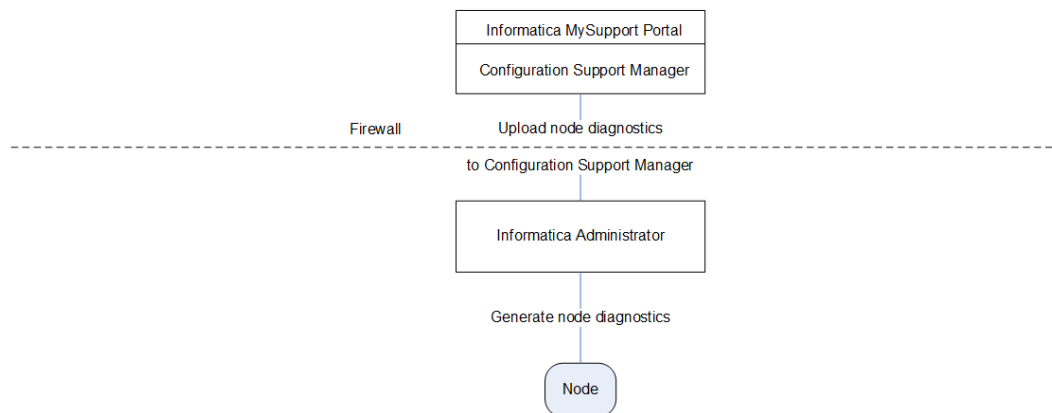 Informatica MySupport Portal
Configuration Support Manager
Firewall
Upload node diagnostics
to Configuration Support Manager
Informatica Administrator
Generate node diagnostics
Node